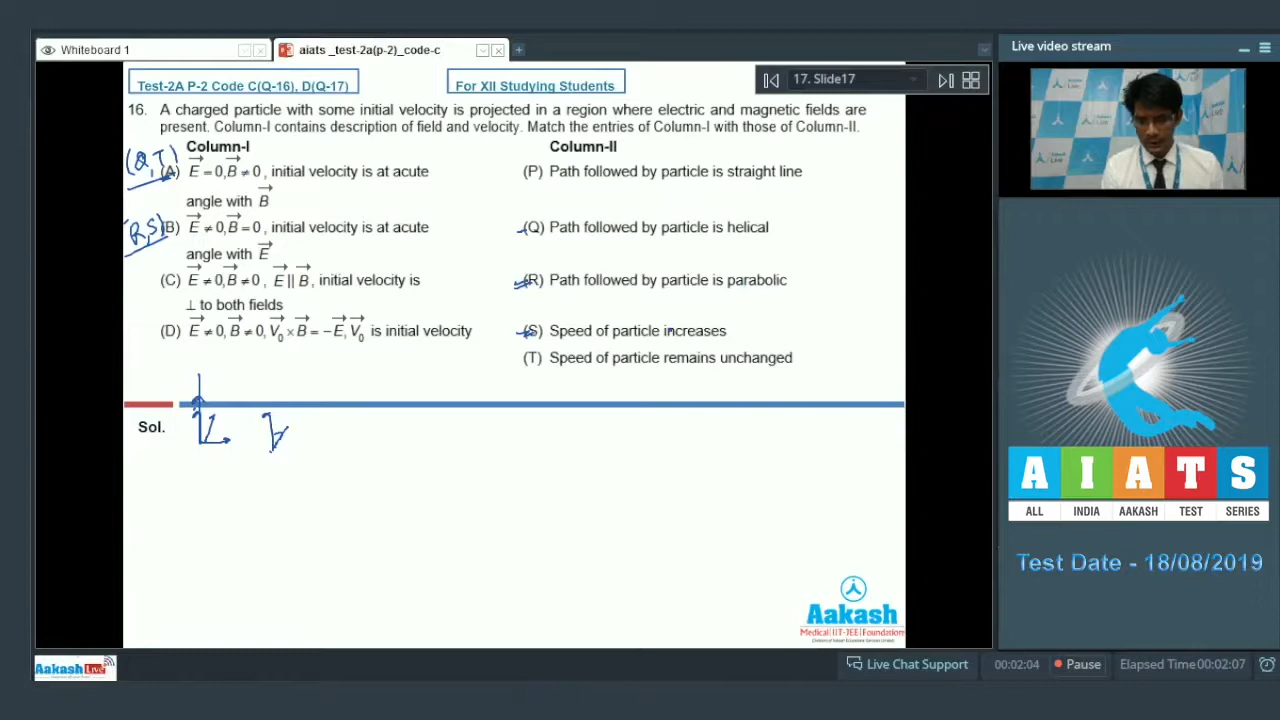 Whiteboard 1
aiats _test-2a(p-2)_code-c
Live video stream
Test-2A P-2 Code C(Q-16), D(Q-17)
For XII Studying Students
17. Slide17
16. A charged particle with some initial velocity is projected in a region where electric and magnetic fields are
present. Column-I contains description of field and velocity. Match the entries of Column-I with those of Column-II.
Column-I
Column-II
(Q,T)
(A) E⃗ = 0, B⃗ ≠ 0, initial velocity is at acute
angle with B⃗
(P) Path followed by particle is straight line
(R,S)
(B) E⃗ ≠ 0, B⃗ = 0, initial velocity is at acute
angle with E⃗
(Q) Path followed by particle is helical
(C) E⃗ ≠ 0, B⃗ ≠ 0, E⃗ || B⃗, initial velocity is
⊥ to both fields
(R) Path followed by particle is parabolic
(D) E⃗ ≠ 0, B⃗ ≠ 0, V⃗₀ × B⃗ = −E⃗, V⃗₀ is initial velocity
(S) Speed of particle increases
(T) Speed of particle remains unchanged
Sol.
AIATS
ALL INDIA AAKASH TEST SERIES
Test Date - 18/08/2019
Aakash
Medical|IIT-JEE|Foundations
Aakash Live
Live Chat Support
00:02:04
Pause
Elapsed Time 00:02:07